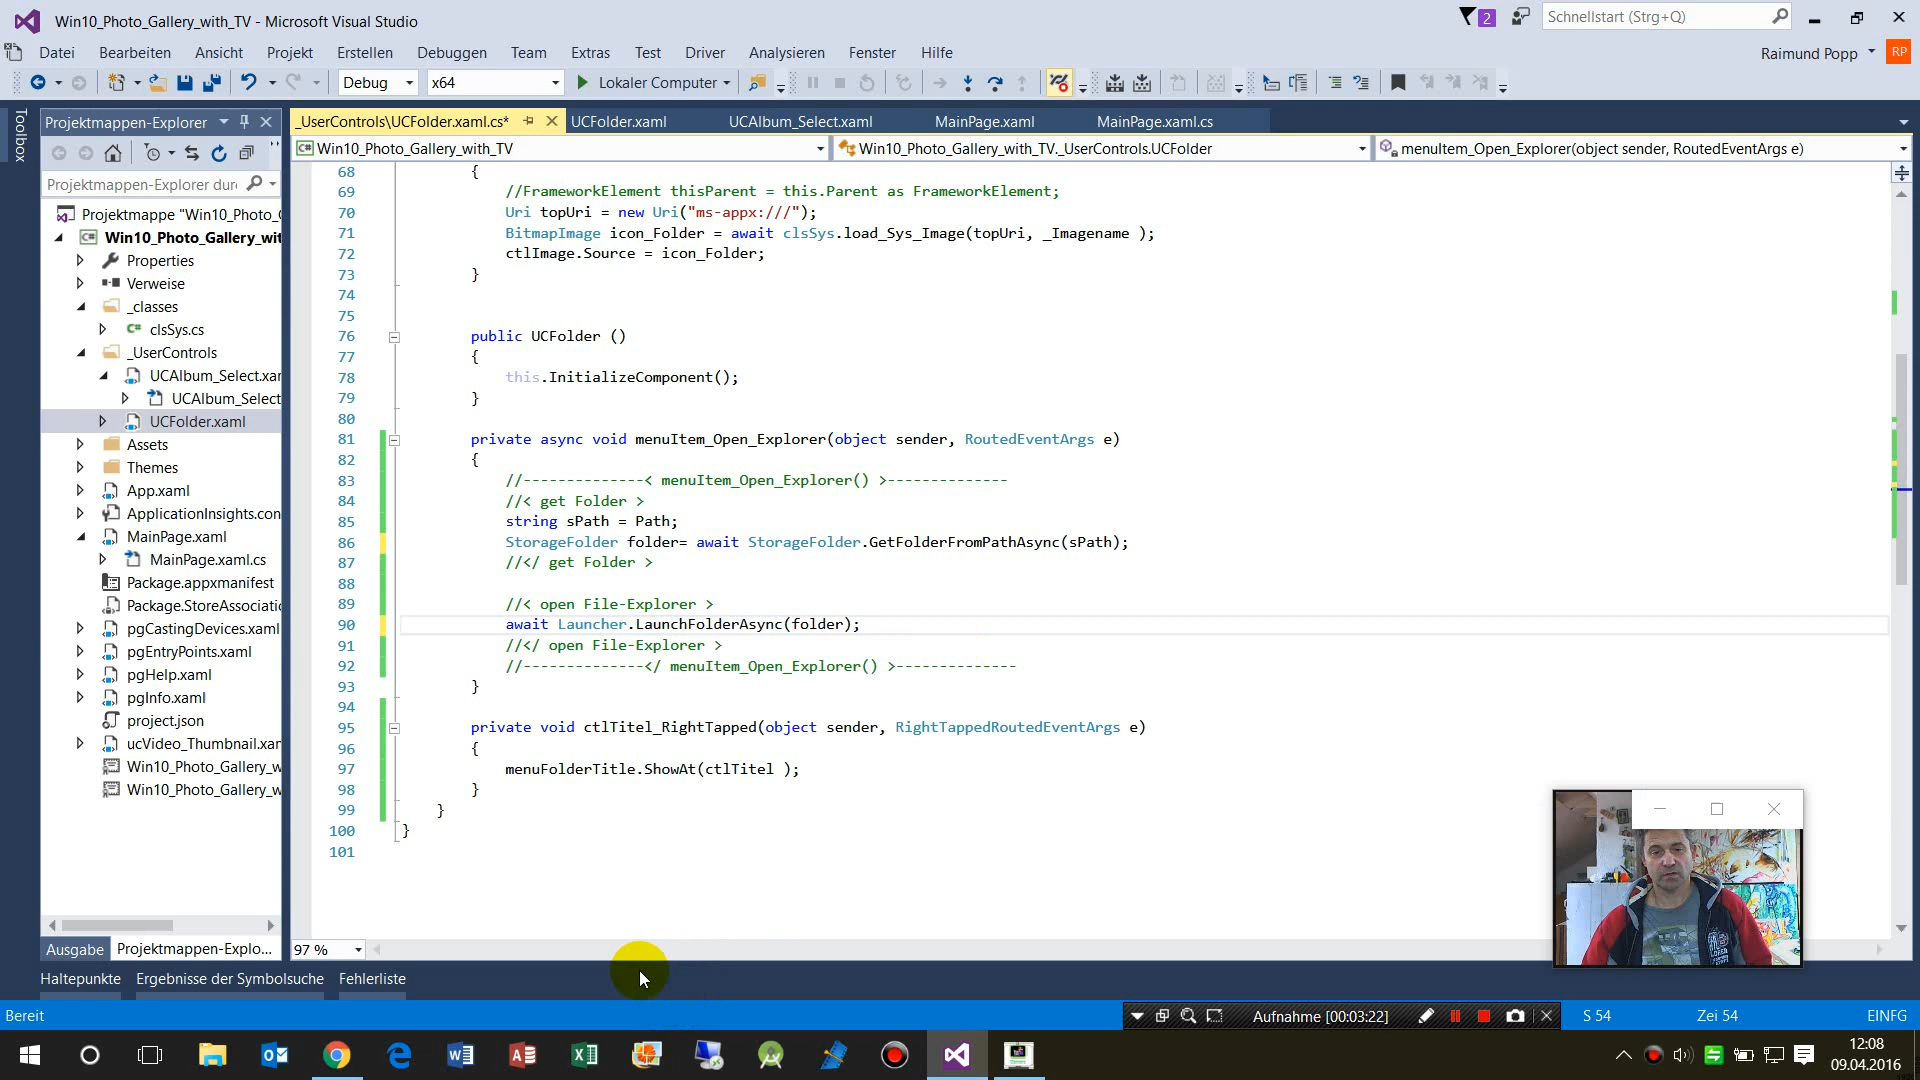 Win10_Photo_Gallery_with_TV - Microsoft Visual Studio
2
Schnellstart (Strg+Q)
Datei Bearbeiten Ansicht Projekt Erstellen Debuggen Team Extras Test Driver Analysieren Fenster Hilfe
Raimund Popp RP
Debug x64 Lokaler Computer
Toolbox
Projektmappen-Explorer
_UserControls\UCFolder.xaml.cs* UCFolder.xaml UCAlbum_Select.xaml MainPage.xaml MainPage.xaml.cs
Win10_Photo_Gallery_with_TV Win10_Photo_Gallery_with_TV._UserControls.UCFolder menuItem_Open_Explorer(object sender, RoutedEventArgs e)
Projektmappen-Explorer dur
Projektmappe "Win10_Photo_
Win10_Photo_Gallery_wit
Properties
Verweise
_classes
C# clsSys.cs
_UserControls
UCAlbum_Select.xar
UCAlbum_Select
UCFolder.xaml
Assets
Themes
App.xaml
ApplicationInsights.con
MainPage.xaml
MainPage.xaml.cs
Package.appxmanifest
Package.StoreAssociatio
pgCastingDevices.xaml
pgEntryPoints.xaml
pgHelp.xaml
pgInfo.xaml
project.json
ucVideo_Thumbnail.xar
Win10_Photo_Gallery_w
Win10_Photo_Gallery_w
Ausgabe Projektmappen-Explo...
68 {
69 //FrameworkElement thisParent = this.Parent as FrameworkElement;
70 Uri topUri = new Uri("ms-appx:///");
71 BitmapImage icon_Folder = await clsSys.load_Sys_Image(topUri, _Imagename );
72 ctlImage.Source = icon_Folder;
73 }
74
75
76 public UCFolder ()
77 {
78 this.InitializeComponent();
79 }
80
81 private async void menuItem_Open_Explorer(object sender, RoutedEventArgs e)
82 {
83 //--------------< menuItem_Open_Explorer() >--------------
84 //< get Folder >
85 string sPath = Path;
86 StorageFolder folder= await StorageFolder.GetFolderFromPathAsync(sPath);
87 //</ get Folder >
88
89 //< open File-Explorer >
90 await Launcher.LaunchFolderAsync(folder);
91 //</ open File-Explorer >
92 //--------------</ menuItem_Open_Explorer() >--------------
93 }
94
95 private void ctlTitel_RightTapped(object sender, RightTappedRoutedEventArgs e)
96 {
97 menuFolderTitle.ShowAt(ctlTitel );
98 }
99 }
100 }
101
97 %
Haltepunkte Ergebnisse der Symbolsuche Fehlerliste
Bereit
Aufnahme [00:03:22]
S 54 Zei 54 EINFG
12:08
09.04.2016